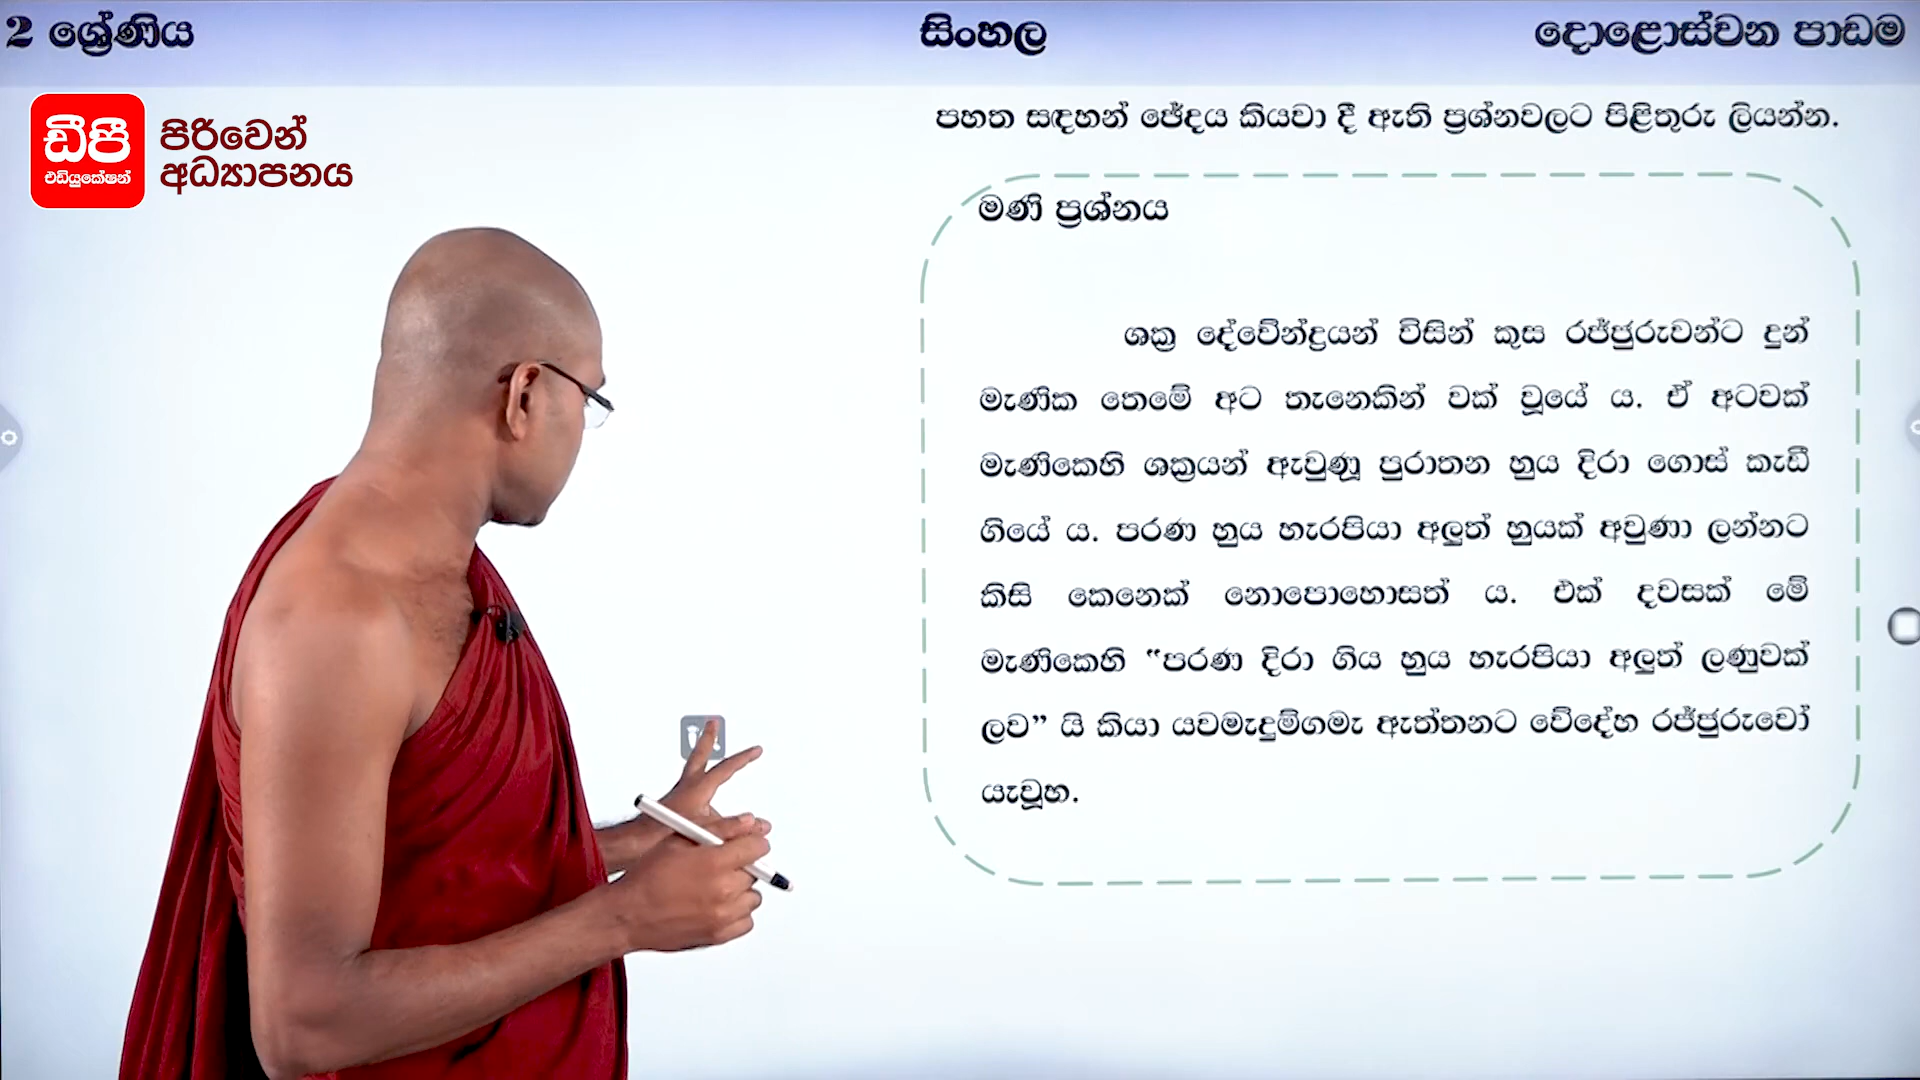 2 ශ්‍රේණිය
සිංහල
දොළොස්වන පාඩම
ඩීපී
එඩියුකේෂන්
පිරිවෙන්
අධ්‍යාපනය
පහත සඳහන් ඡේදය කියවා දී ඇති ප්‍රශ්නවලට පිළිතුරු ලියන්න.
මණි ප්‍රශ්නය
ශක්‍ර දේවේන්ද්‍රයන් විසින් කුස රජ්ජුරුවන්ට දුන්
මැණික තෙමේ අට තැනෙකින් වක් වූයේ ය. ඒ අටවක්
මැණිකෙහි ශක්‍රයන් ඇවුණූ පුරාතන හුය දිරා ගොස් කැඩී
ගියේ ය. පරණ හුය හැරපියා අලුත් හුයක් අවුණා ලන්නට
කිසි කෙනෙක් නොපොහොසත් ය. එක් දවසක් මේ
මැණිකෙහි “පරණ දිරා ගිය හුය හැරපියා අලුත් ලණුවක්
ලව” යි කියා යවමැදුම්ගමැ ඇත්තනට වේදේහ රජ්ජුරුවෝ
යැවූහ.